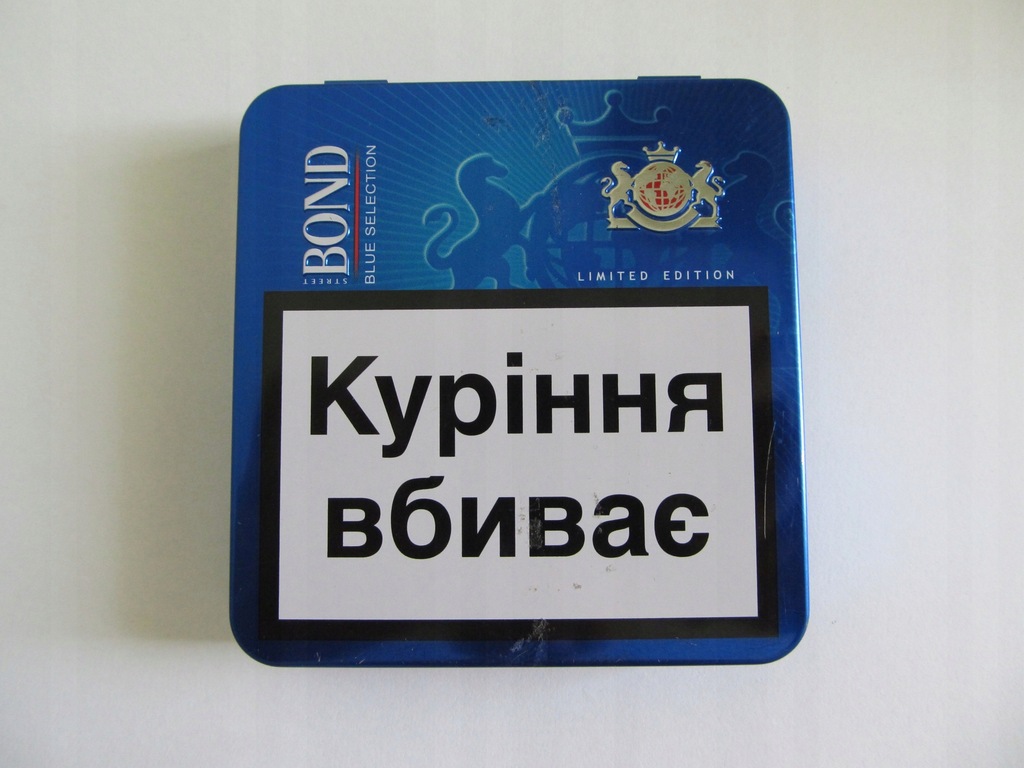 BOND
STREET
BLUE SELECTION
LIMITED EDITION
Куріння
вбиває